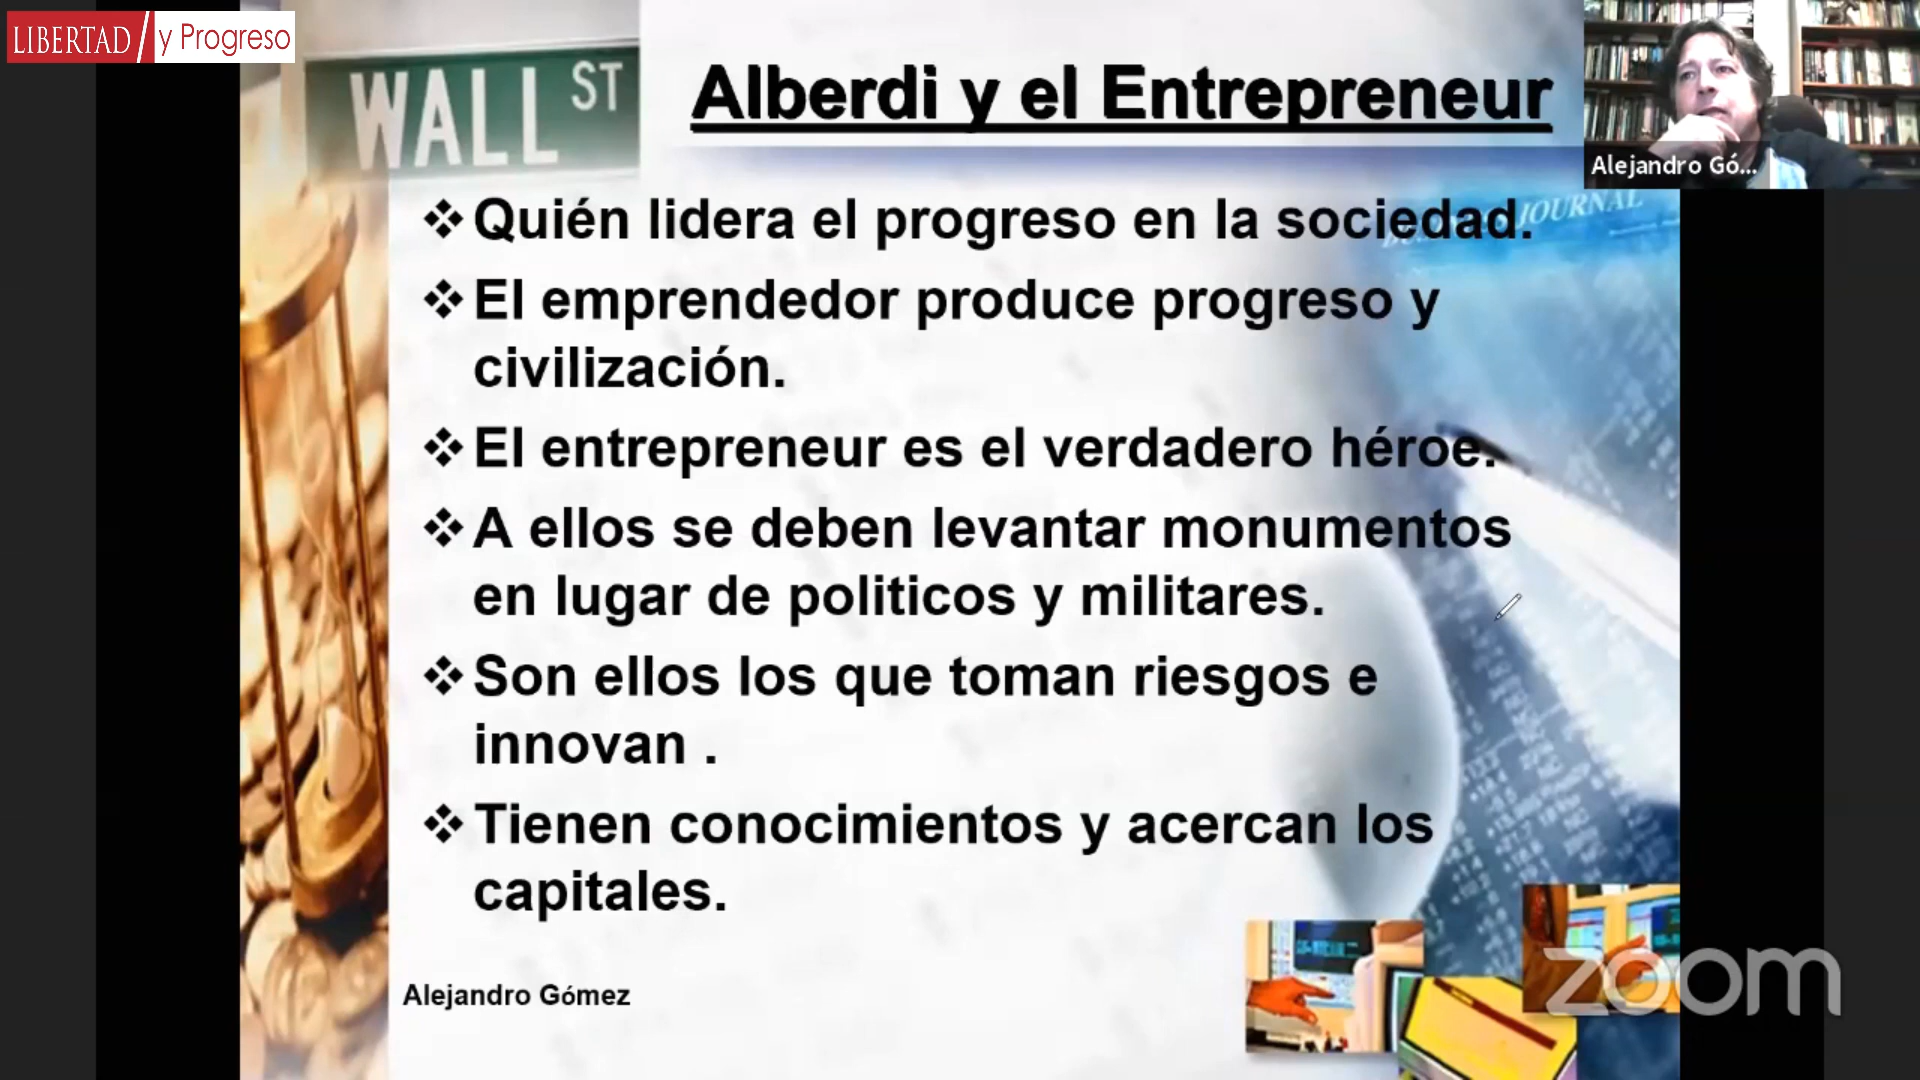 LIBERTAD y Progreso
WALL ST
Alberdi y el Entrepreneur
Alejandro Gó...
JOURNAL
❖ Quién lidera el progreso en la sociedad.
❖ El emprendedor produce progreso y
civilización.
❖ El entrepreneur es el verdadero héroe.
❖ A ellos se deben levantar monumentos
en lugar de politicos y militares.
❖ Son ellos los que toman riesgos e
innovan .
❖ Tienen conocimientos y acercan los
capitales.
Alejandro Gómez
zoom